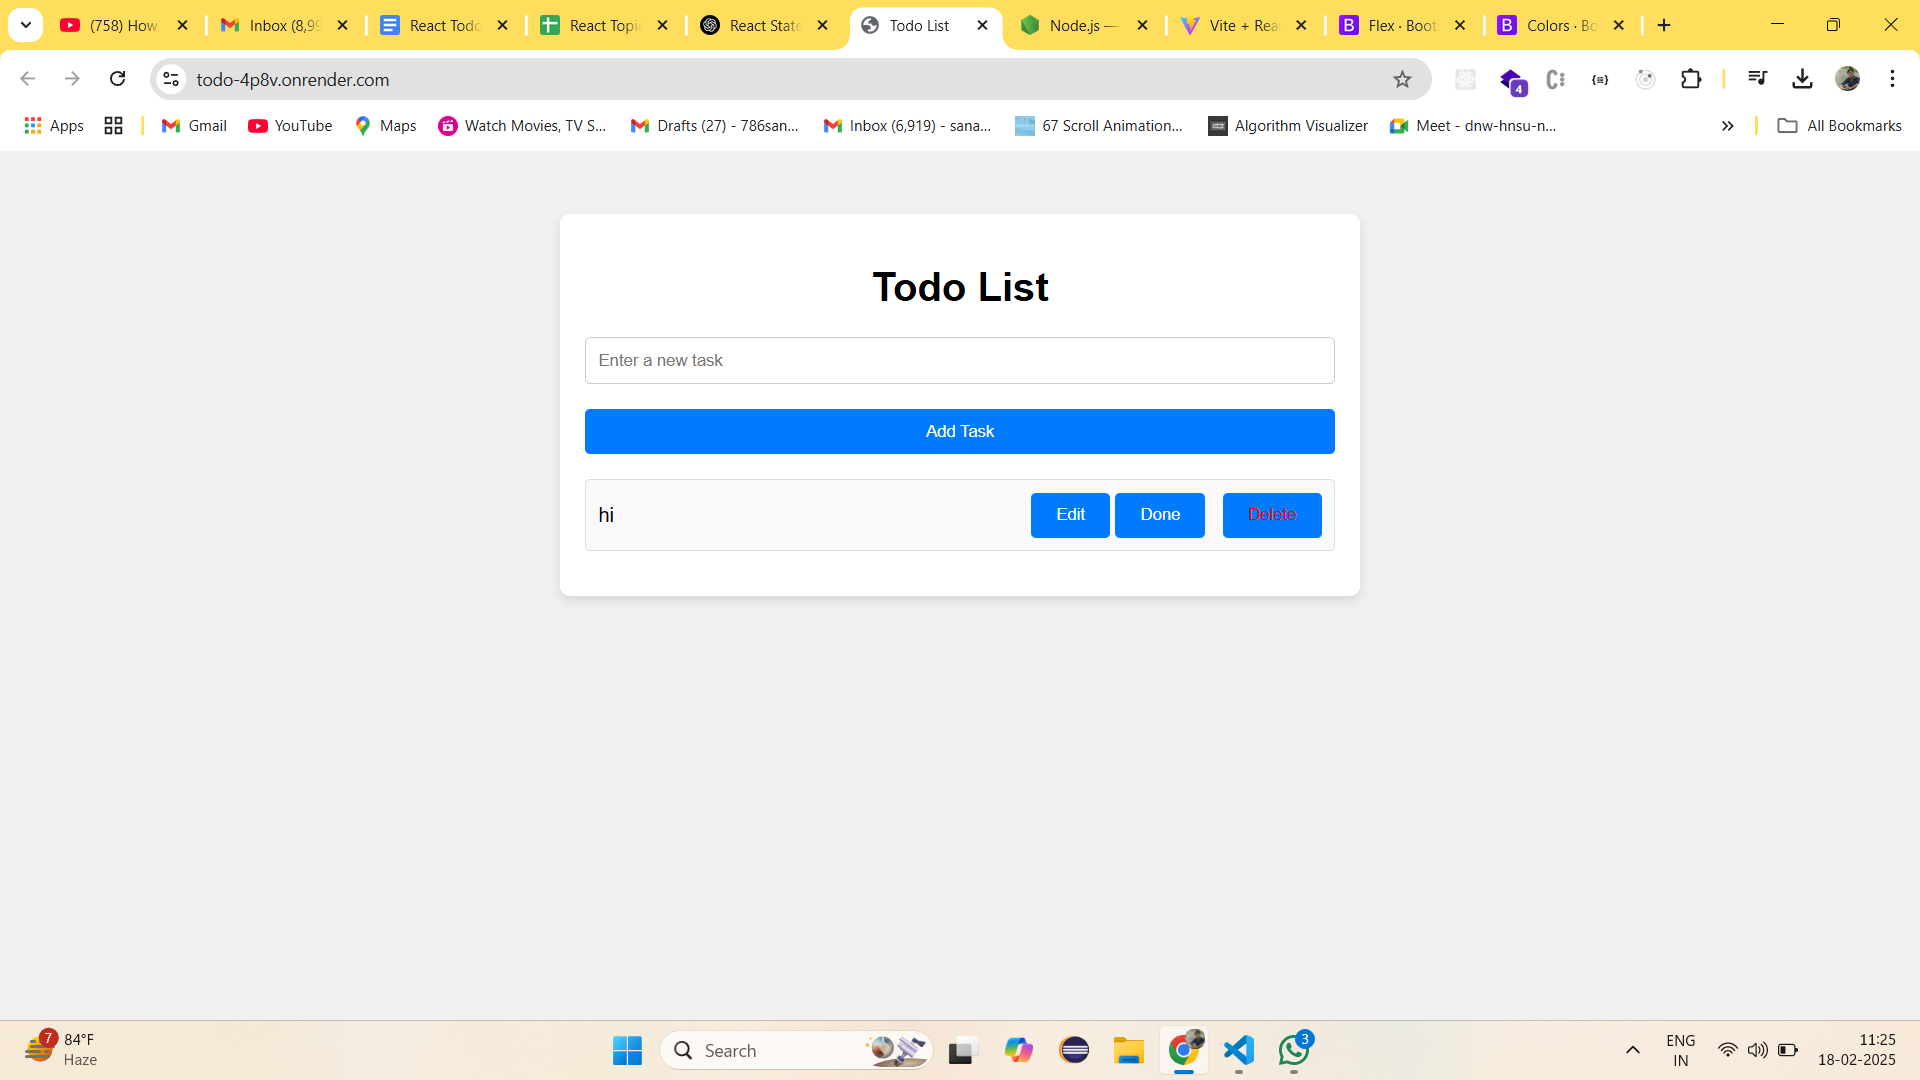 (758) How
Inbox (8,99
React Todo
React Topi
React State
Todo List
Node.js —
Vite + Rea
B
Flex · Boot
B
Colors · Bo
todo-4p8v.onrender.com
4
Apps
Gmail
YouTube
Maps
Watch Movies, TV S...
Drafts (27) - 786san...
Inbox (6,919) - sana...
67 Scroll Animation...
Algorithm Visualizer
Meet - dnw-hnsu-n...
All Bookmarks
Todo List
Enter a new task
Add Task
hi
Edit
Done
Delete
7
84°F
Haze
Search
3
ENG
IN
11:25
18-02-2025